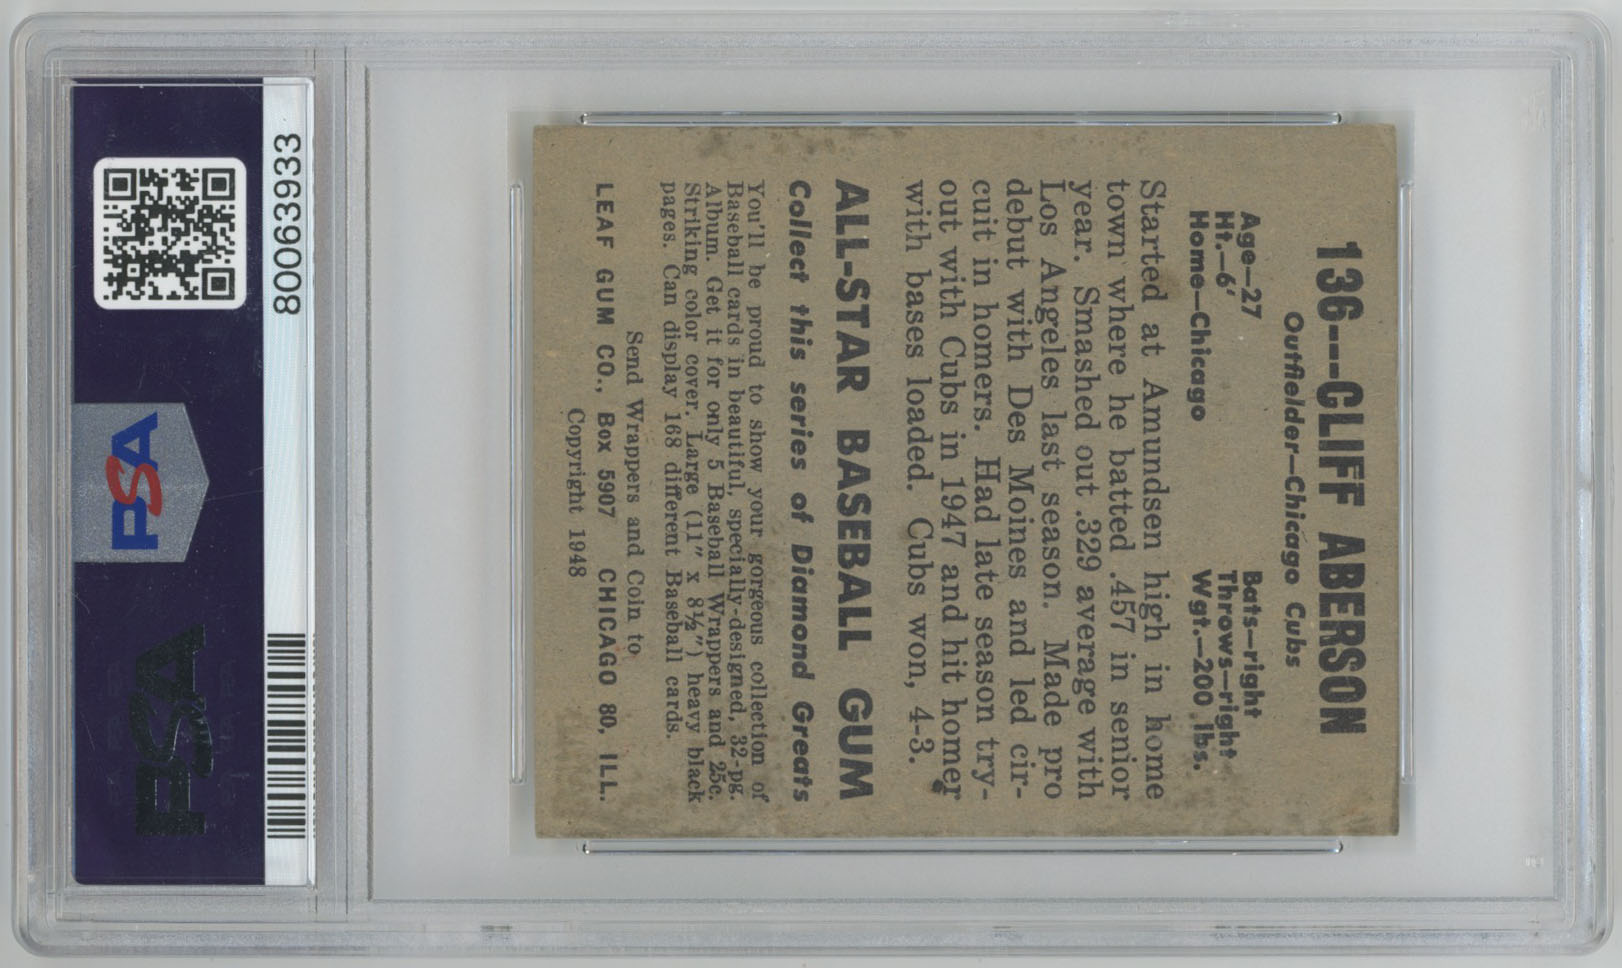 136---CLIFF ABERSON
Outfielder—Chicago Cubs
Age—27 Bats—right
Ht.—6' Throws—right
Home—Chicago Wgt.—200 lbs.
Started at Amundsen high in home
town where he batted .457 in senior
year. Smashed out .329 average with
Los Angeles last season. Made pro
debut with Des Moines and led cir-
cuit in homers. Had late season try-
out with Cubs in 1947 and hit homer
with bases loaded. Cubs won, 4-3.
ALL-STAR BASEBALL GUM
Collect this series of Diamond Greats
You'll be proud to show your gorgeous collection of
Baseball cards in beautiful, specially-designed, 32-pg.
Album. Get it for only 5 Baseball Wrappers and 25c.
Striking color cover. Large (11" x 8½") heavy black
pages. Can display 168 different Baseball cards.
Send Wrappers and Coin to
LEAF GUM CO., Box 5907 CHICAGO 80, ILL.
Copyright 1948
80063933
PSA
PSA